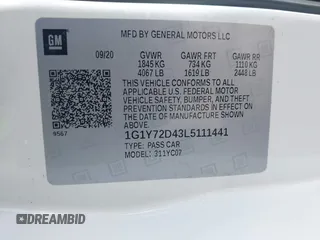 GM
MFD BY GENERAL MOTORS LLC
09/20 GVWR GAWR FRT GAWR RR
1845 KG 734 KG 1110 KG
4067 LB 1619 LB 2448 LB
THIS VEHICLE CONFORMS TO ALL
APPLICABLE U.S. FEDERAL MOTOR
VEHICLE SAFETY, BUMPER, AND THEFT
PREVENTION STANDARDS IN EFFECT
ON THE DATE OF MANUFACTURE
SHOWN ABOVE.
9567
1G1Y72D43L5111441
TYPE: PASS CAR
MODEL: 311YC07
DREAMBID